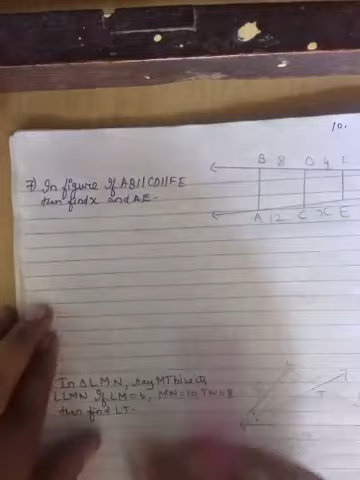 10.
7) In figure If AB||CD||FE
then find x and AE.
B 8 D 4
A 12 C x E
In △LMN, ray MT bisects
∠LMN If LM=6, MN=10, TN=8
then find LT.
T